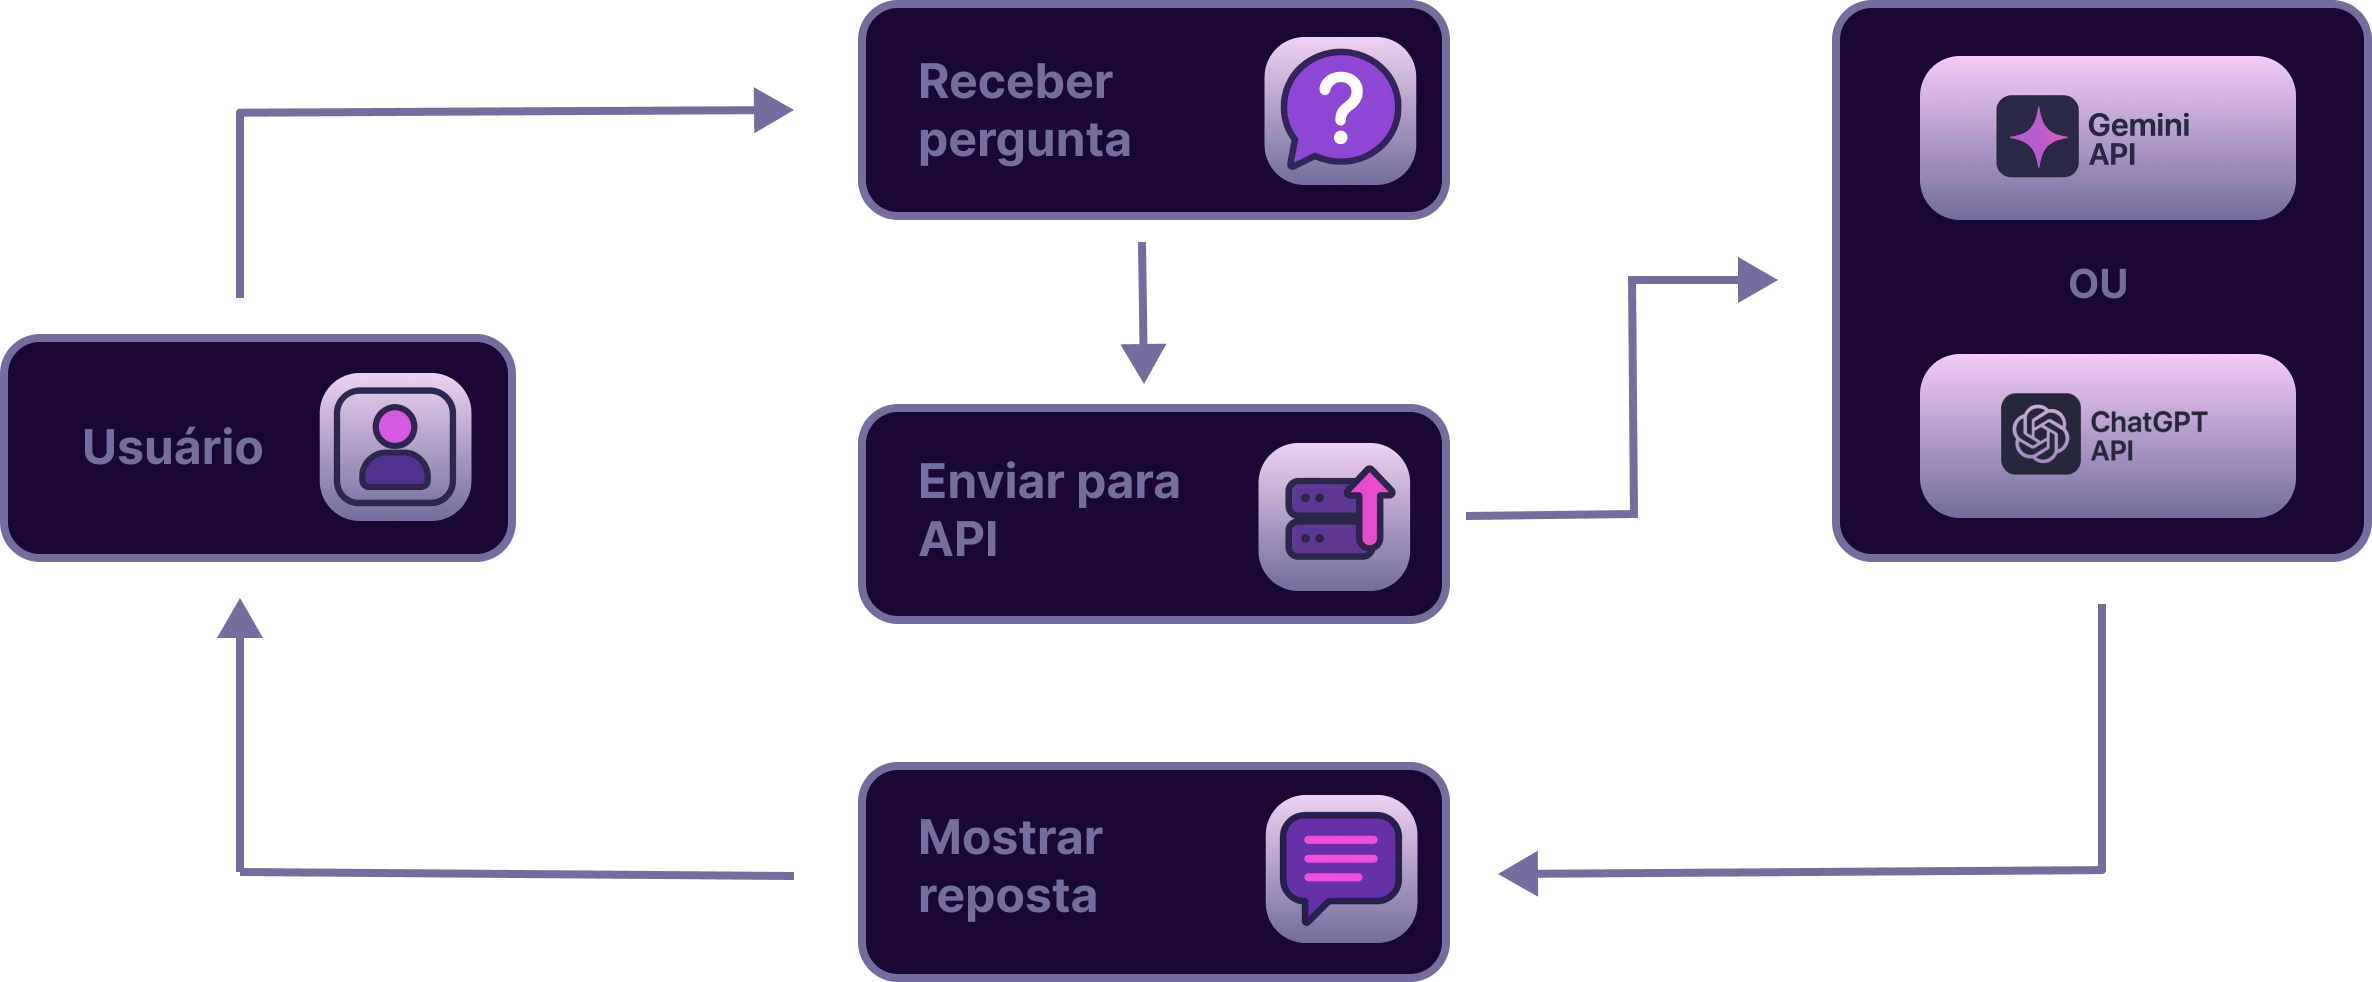 Receber
pergunta
Gemini
API
OU
ChatGPT
API
Usuário
Enviar para
API
Mostrar
reposta